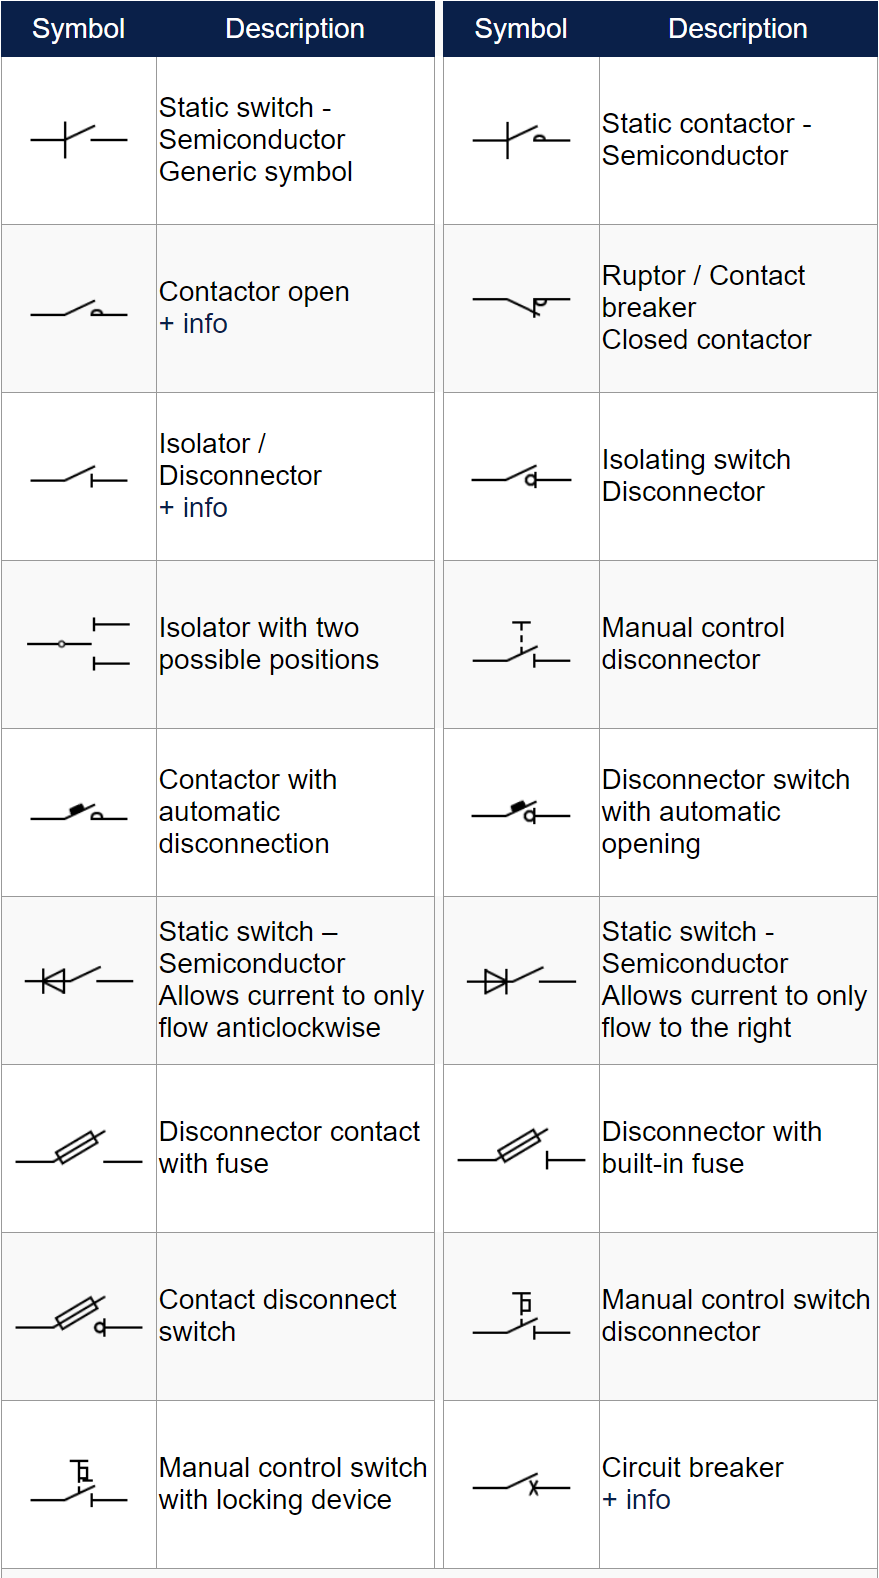 Symbol Description Symbol Description
Static switch -
Semiconductor
Generic symbol
Static contactor -
Semiconductor
Contactor open
+ info
Ruptor / Contact
breaker
Closed contactor
Isolator /
Disconnector
+ info
Isolating switch
Disconnector
Isolator with two
possible positions
Manual control
disconnector
Contactor with
automatic
disconnection
Disconnector switch
with automatic
opening
Static switch –
Semiconductor
Allows current to only
flow anticlockwise
Static switch -
Semiconductor
Allows current to only
flow to the right
Disconnector contact
with fuse
Disconnector with
built-in fuse
Contact disconnect
switch
Manual control switch
disconnector
Manual control switch
with locking device
Circuit breaker
+ info